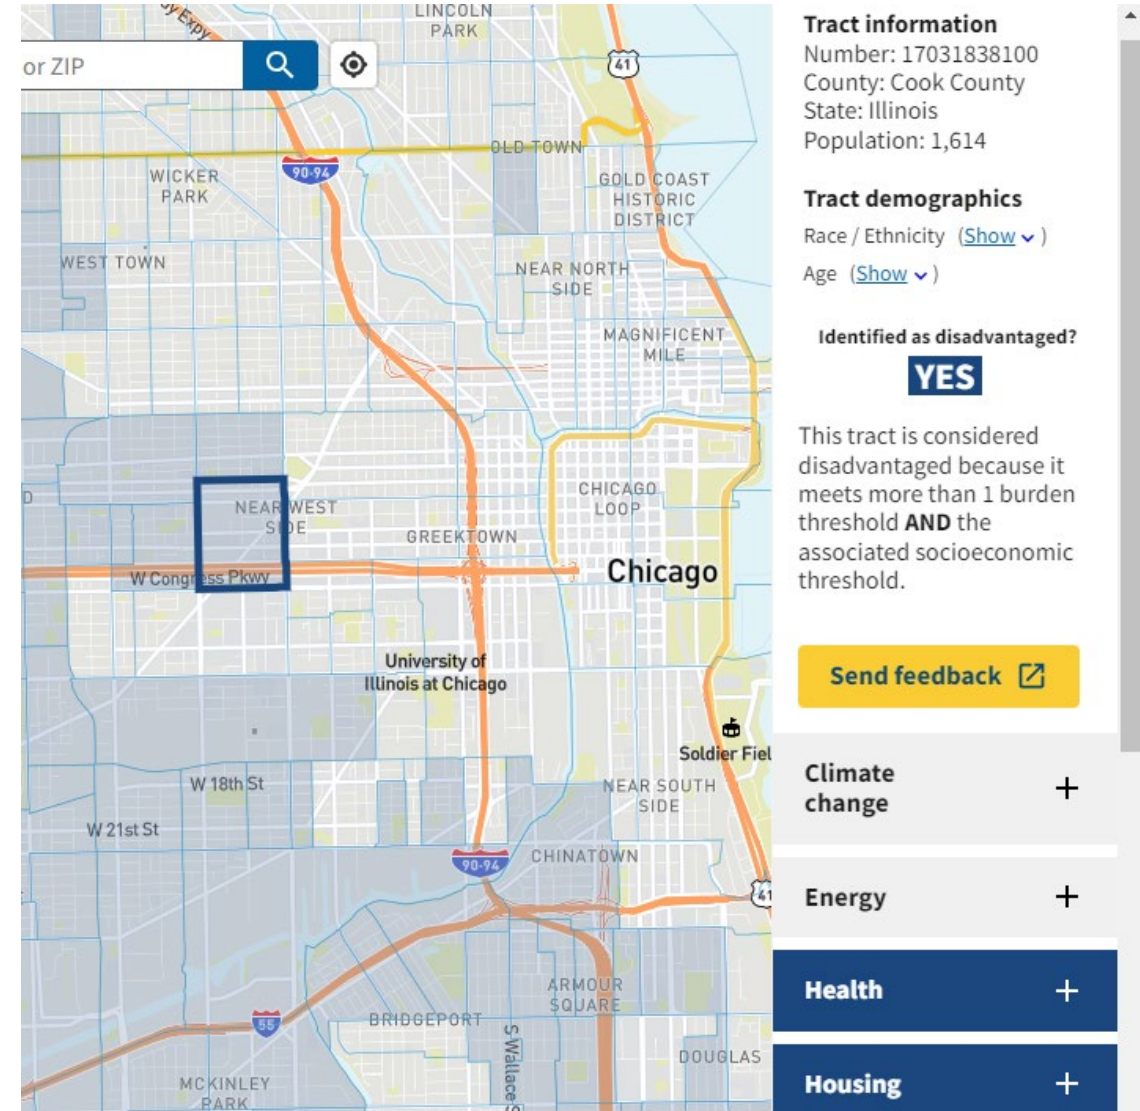 y Expy
LINCOLN
PARK
or ZIP
41
OLD TOWN
90-94
WICKER
PARK
GOLD COAST
HISTORIC
DISTRICT
WEST TOWN
NEAR NORTH
SIDE
MAGNIFICENT
MILE
D
NEAR WEST
SIDE
CHICAGO
LOOP
GREEKTOWN
W Congress Pkwy
Chicago
University of
Illinois at Chicago
Soldier Fiel
W 18th St
NEAR SOUTH
SIDE
W 21st St
90-94
CHINATOWN
41
ARMOUR
SQUARE
55
BRIDGEPORT
S Wallace S
DOUGLAS
MCKINLEY
PARK
Tract information
Number: 17031838100
County: Cook County
State: Illinois
Population: 1,614
Tract demographics
Race / Ethnicity (Show)
Age (Show)
Identified as disadvantaged?
YES
This tract is considered
disadvantaged because it
meets more than 1 burden
threshold AND the
associated socioeconomic
threshold.
Send feedback
Climate
change
+
Energy
+
Health
+
Housing
+